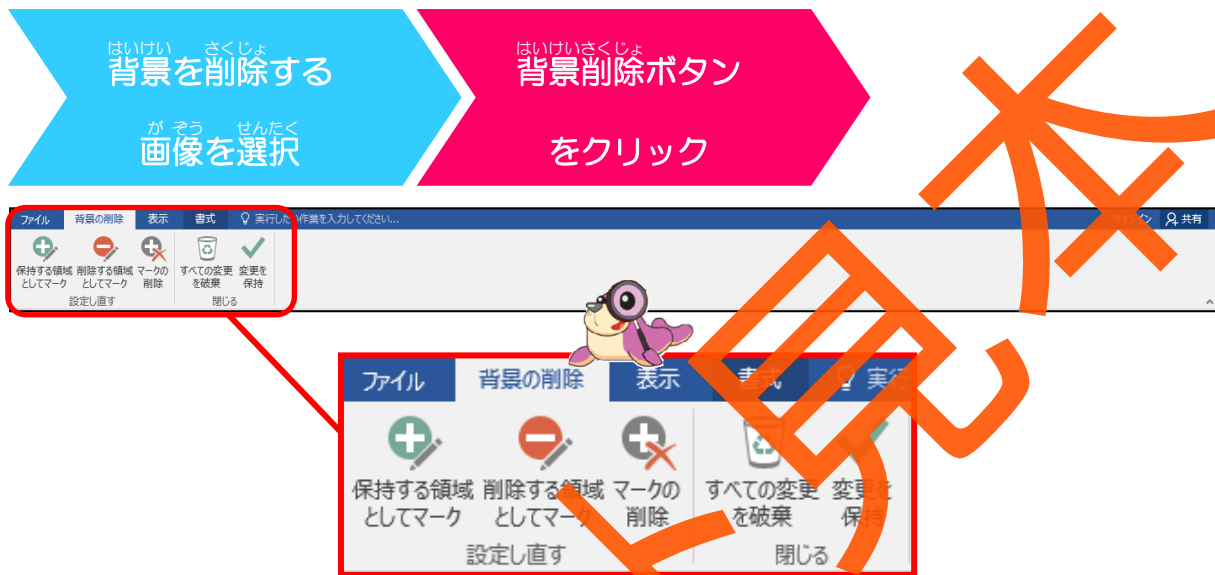 はいけい さくじょ
背景を削除する
が ぞう せんたく
画像を選択
はいけいさくじょ
背景削除ボタン
をクリック
ファイル 背景の削除 表示 書式 実行したい作業を入力してください... サインイン 共有
保持する領域 削除する領域 マークの すべての変更 変更を
としてマーク としてマーク 削除 を破棄 保持
設定し直す 閉じる
ファイル 背景の削除 表示 書式 実行
保持する領域 削除する領域 マークの すべての変更 変更を
としてマーク としてマーク 削除 を破棄 保持
設定し直す 閉じる
見本